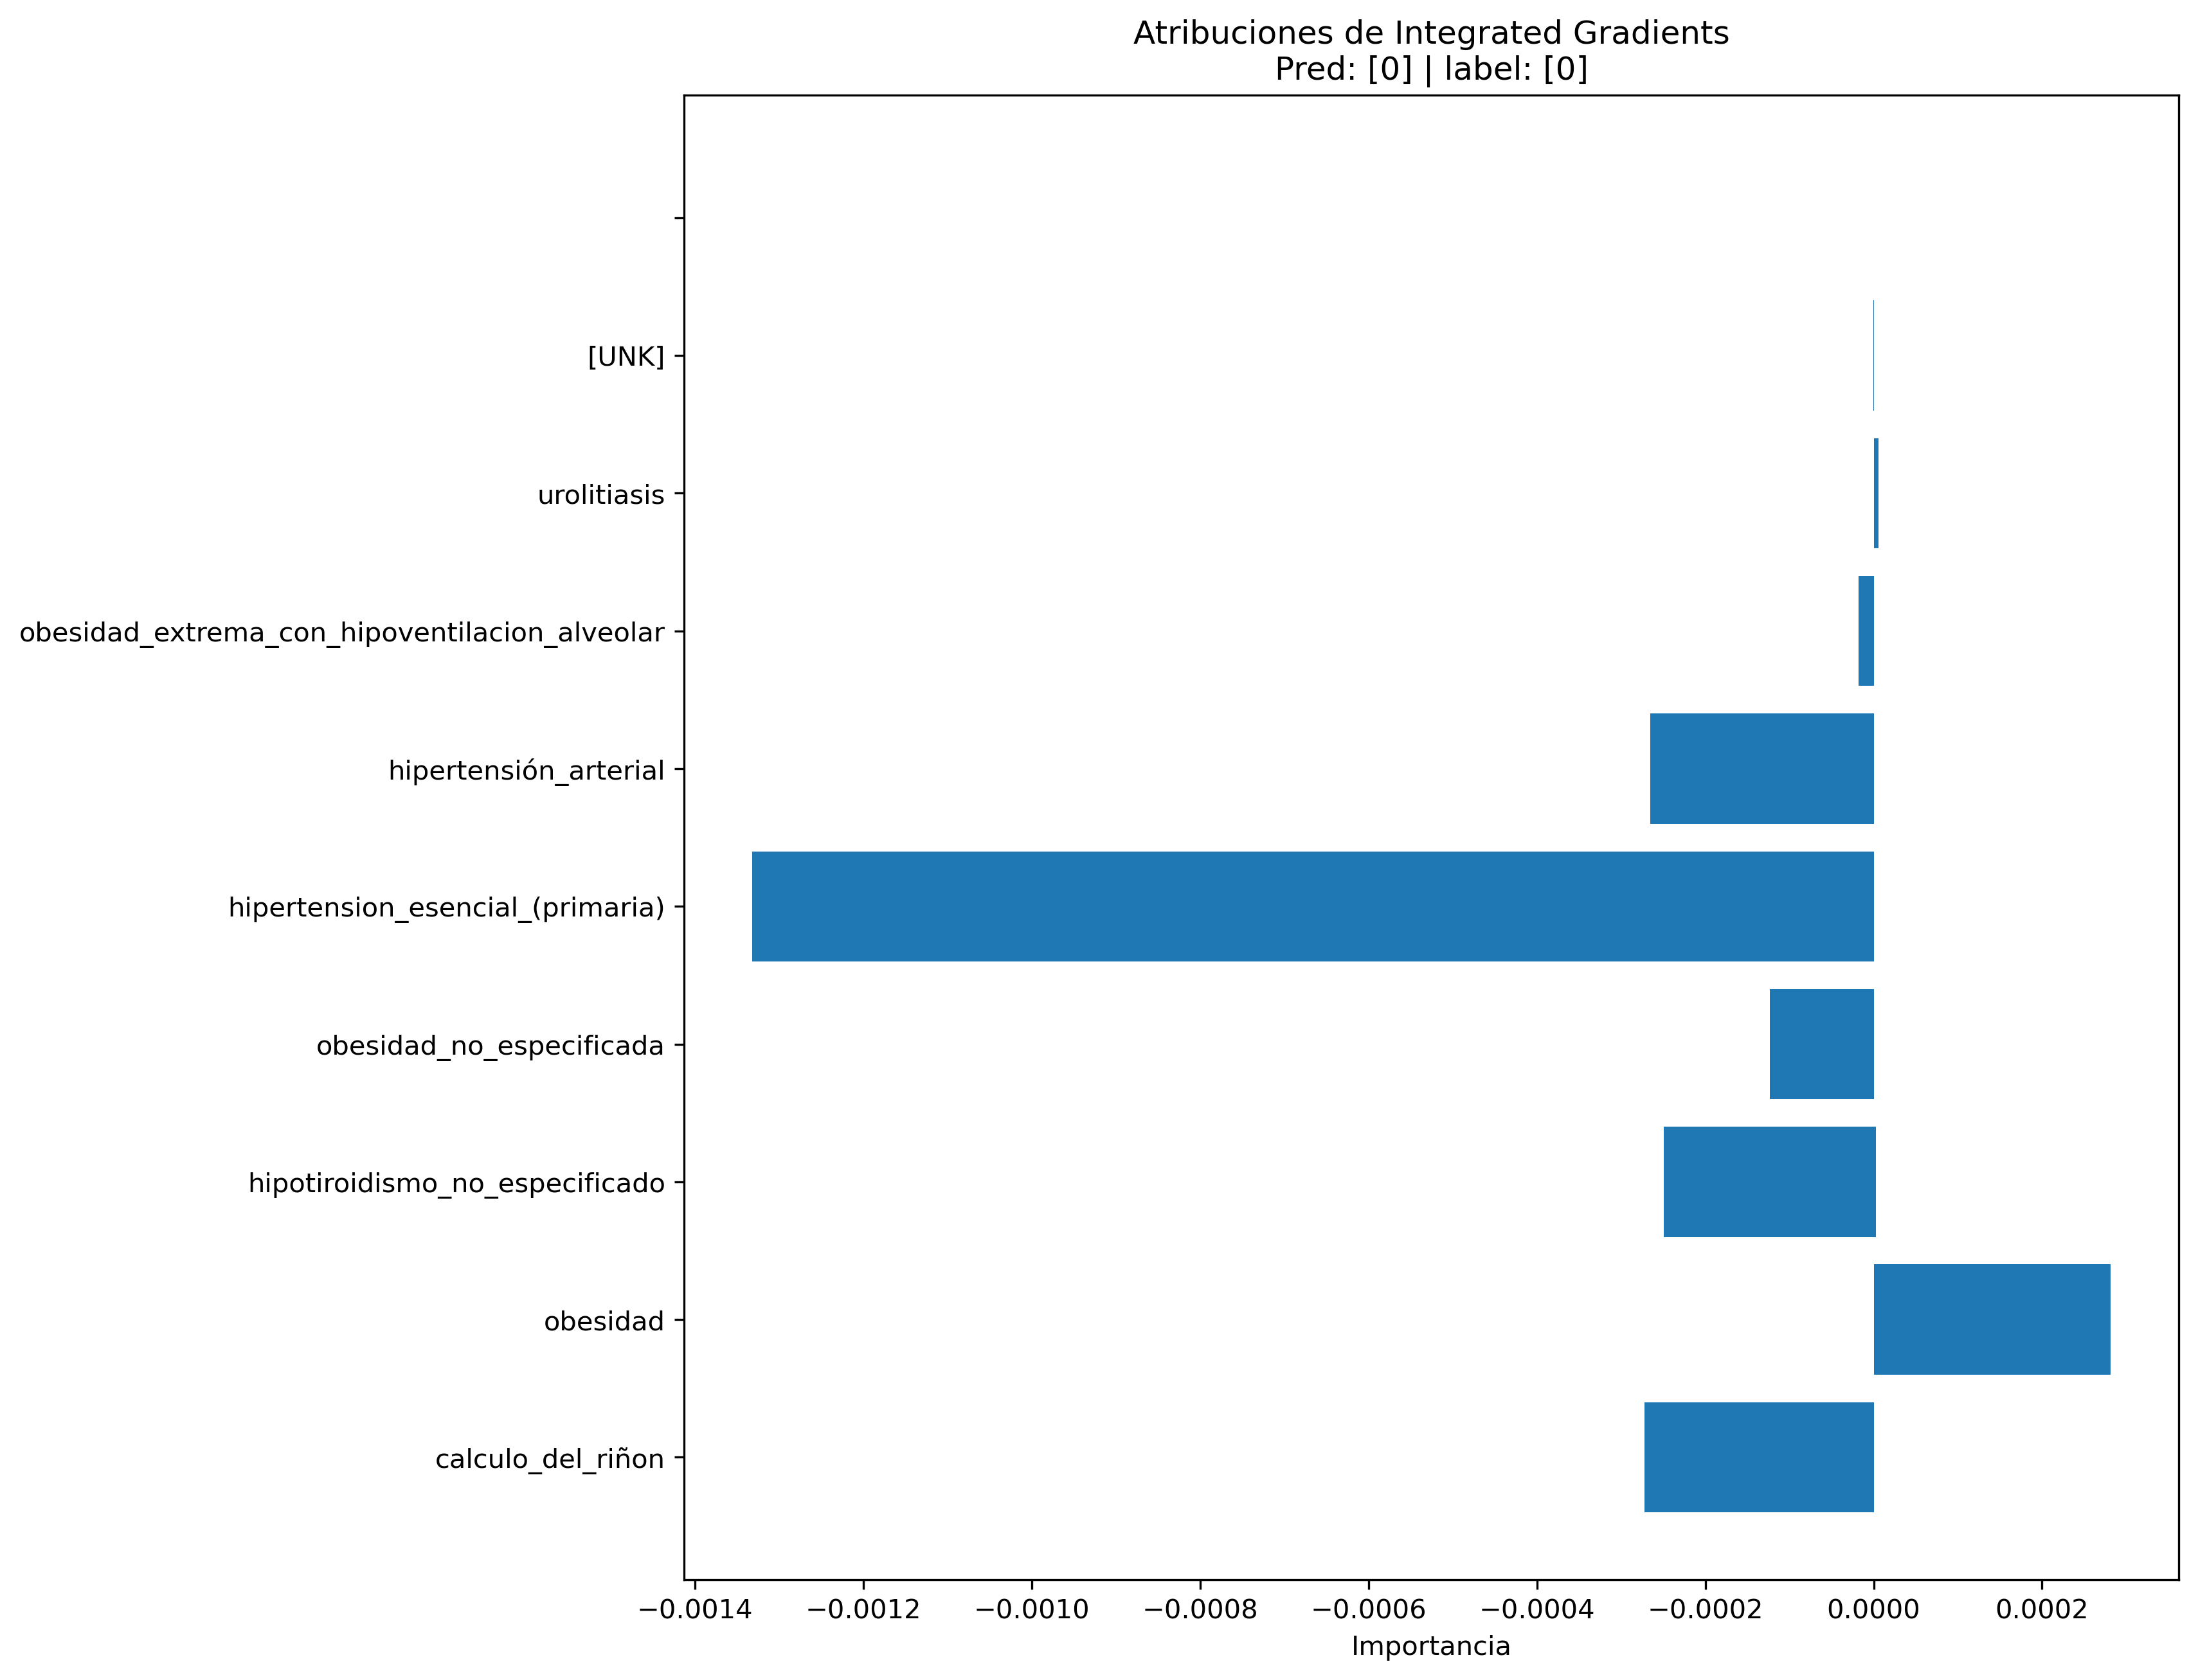 Atribuciones de Integrated Gradients
Pred: [0] | label: [0]
[UNK]
urolitiasis
obesidad_extrema_con_hipoventilacion_alveolar
hipertensión_arterial
hipertension_esencial_(primaria)
obesidad_no_especificada
hipotiroidismo_no_especificado
obesidad
calculo_del_riñon
−0.0014 −0.0012 −0.0010 −0.0008 −0.0006 −0.0004 −0.0002 0.0000 0.0002
Importancia